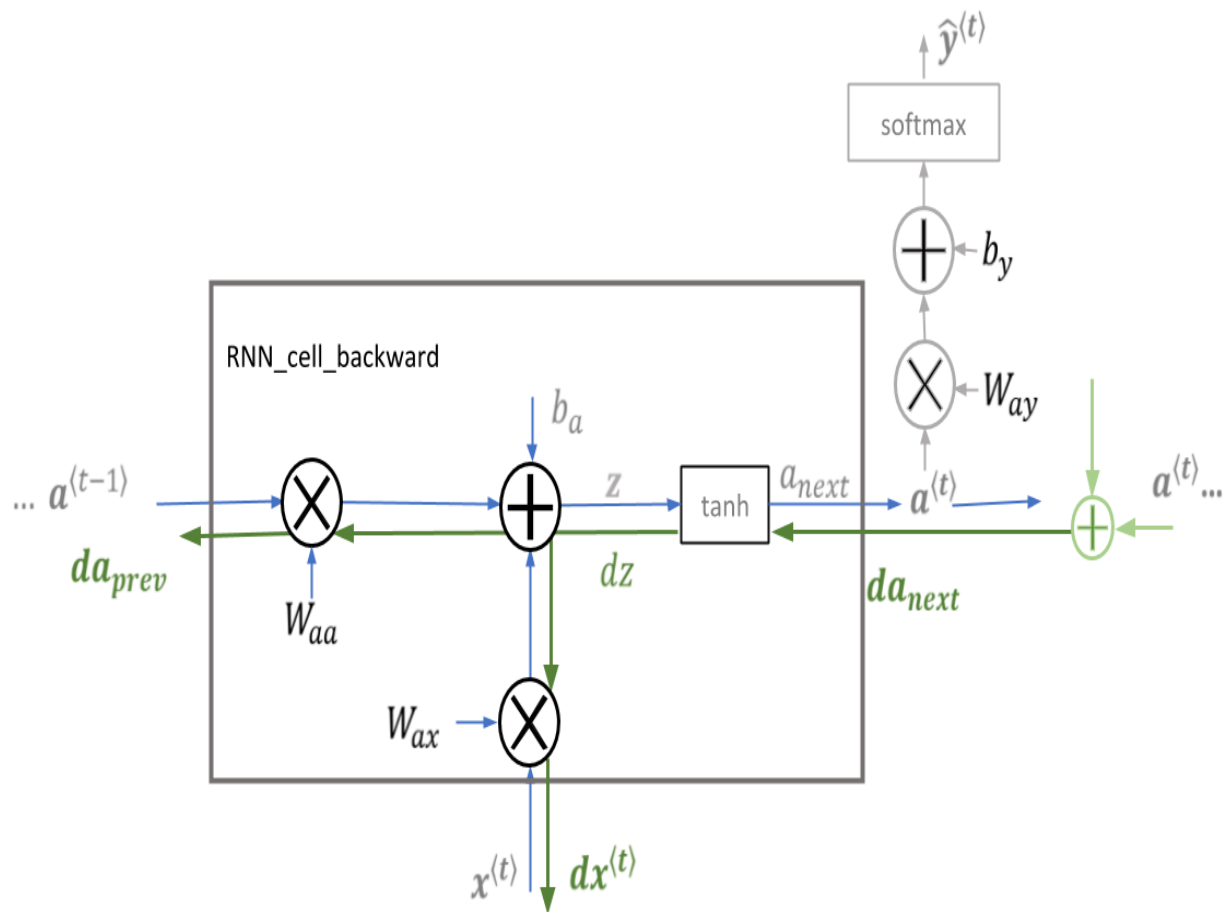 ŷ⟨t⟩
softmax
b_y
RNN_cell_backward
W_ay
b_a
... a⟨t−1⟩
z
tanh
a_next
a⟨t⟩
a⟨t⟩...
da_prev
dz
da_next
W_aa
W_ax
x⟨t⟩
dx⟨t⟩